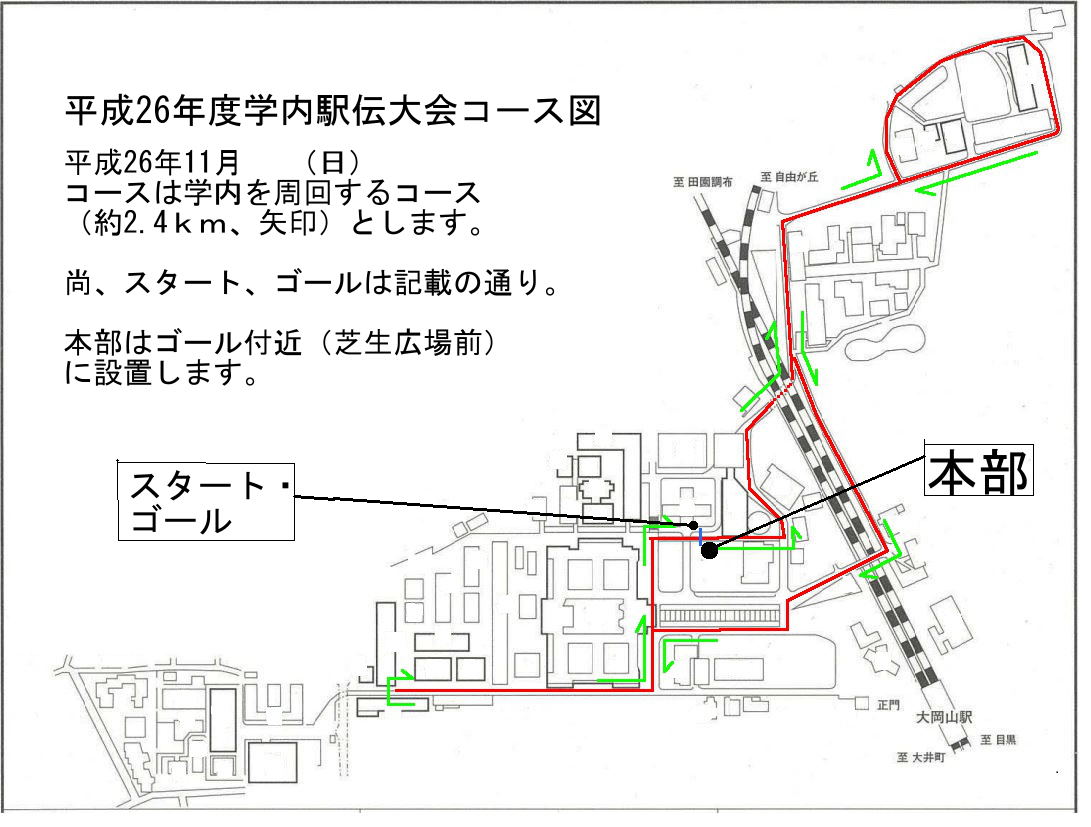 平成26年度学内駅伝大会コース図
平成26年11月　　（日）
コースは学内を周回するコース
（約2.4ｋｍ、矢印）とします。
尚、スタート、ゴールは記載の通り。
本部はゴール付近（芝生広場前）
に設置します。
至 田園調布
至 自由が丘
スタート・
ゴール
本部
正門
大岡山駅
至 目黒
至 大井町